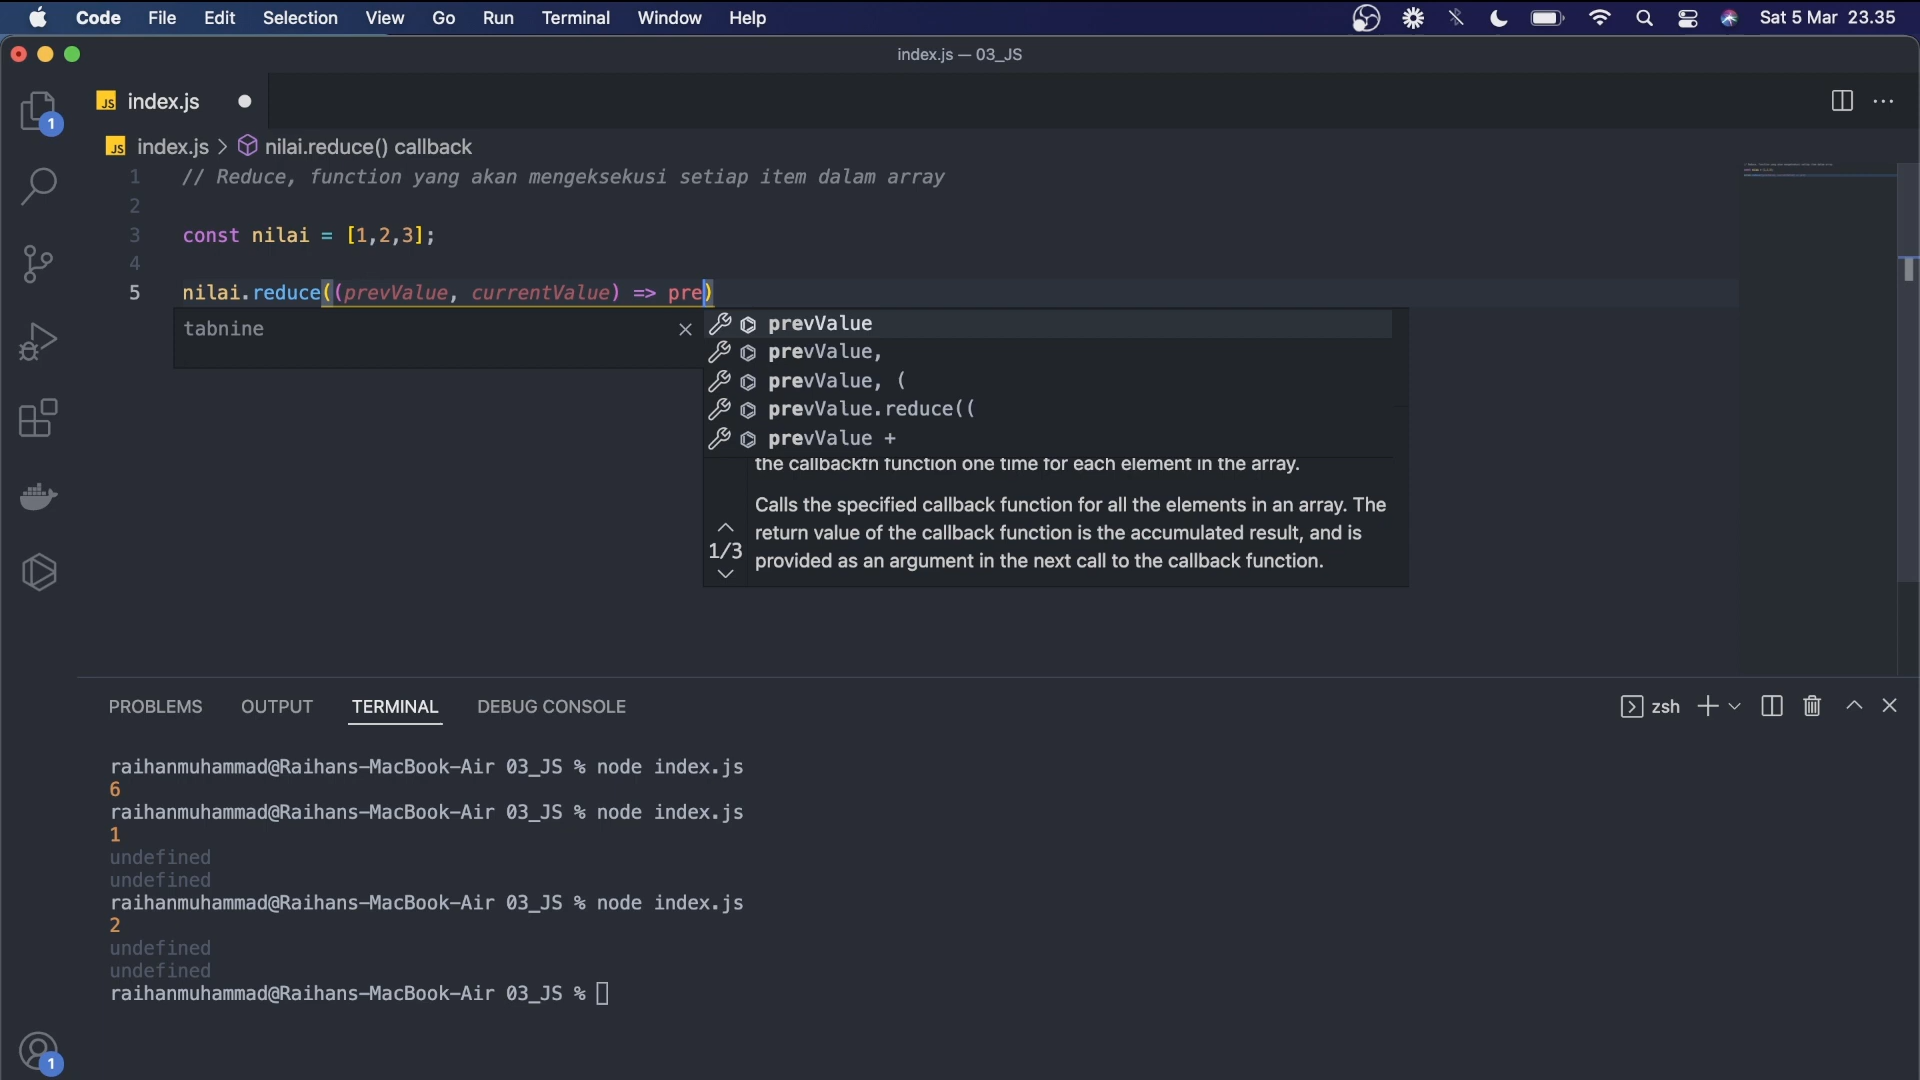 Code File Edit Selection View Go Run Terminal Window Help Sat 5 Mar 23.35
index.js — 03_JS
JS index.js
JS index.js > nilai.reduce() callback
1 // Reduce, function yang akan mengeksekusi setiap item dalam array
2
3 const nilai = [1,2,3];
4
5 nilai.reduce((prevValue, currentValue) => pre)
tabnine
prevValue
prevValue,
prevValue, (
prevValue.reduce((
prevValue +
the callbackfn function one time for each element in the array.
Calls the specified callback function for all the elements in an array. The
return value of the callback function is the accumulated result, and is
provided as an argument in the next call to the callback function.
1/3
1
PROBLEMS OUTPUT TERMINAL DEBUG CONSOLE zsh
raihanmuhammad@Raihans-MacBook-Air 03_JS % node index.js
6
raihanmuhammad@Raihans-MacBook-Air 03_JS % node index.js
1
undefined
undefined
raihanmuhammad@Raihans-MacBook-Air 03_JS % node index.js
2
undefined
undefined
raihanmuhammad@Raihans-MacBook-Air 03_JS %
1